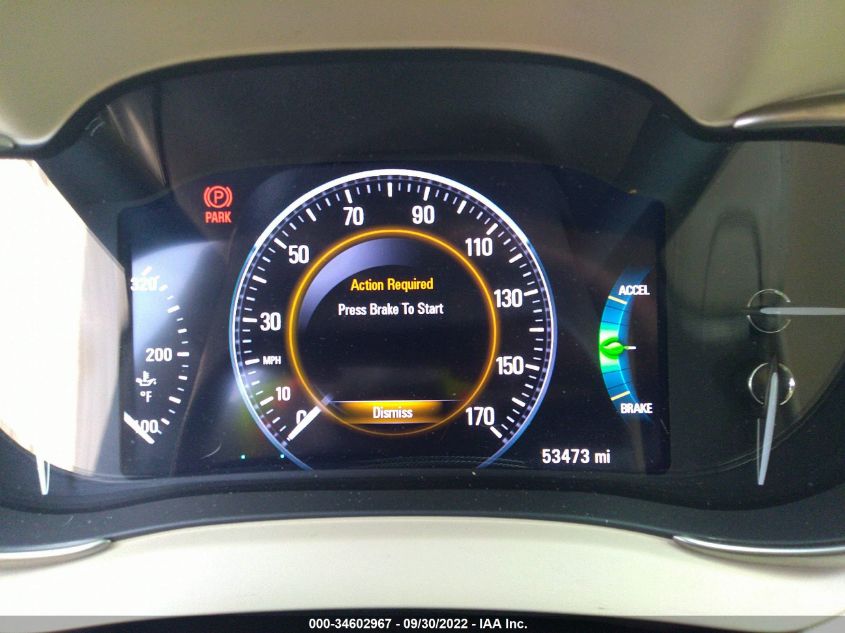 P
PARK
70
90
50
110
30
130
MPH
10
150
0
170
Action Required
Press Brake To Start
Dismiss
320
200
°F
100
ACCEL
BRAKE
53473 mi
000-34602967 - 09/30/2022 - IAA Inc.